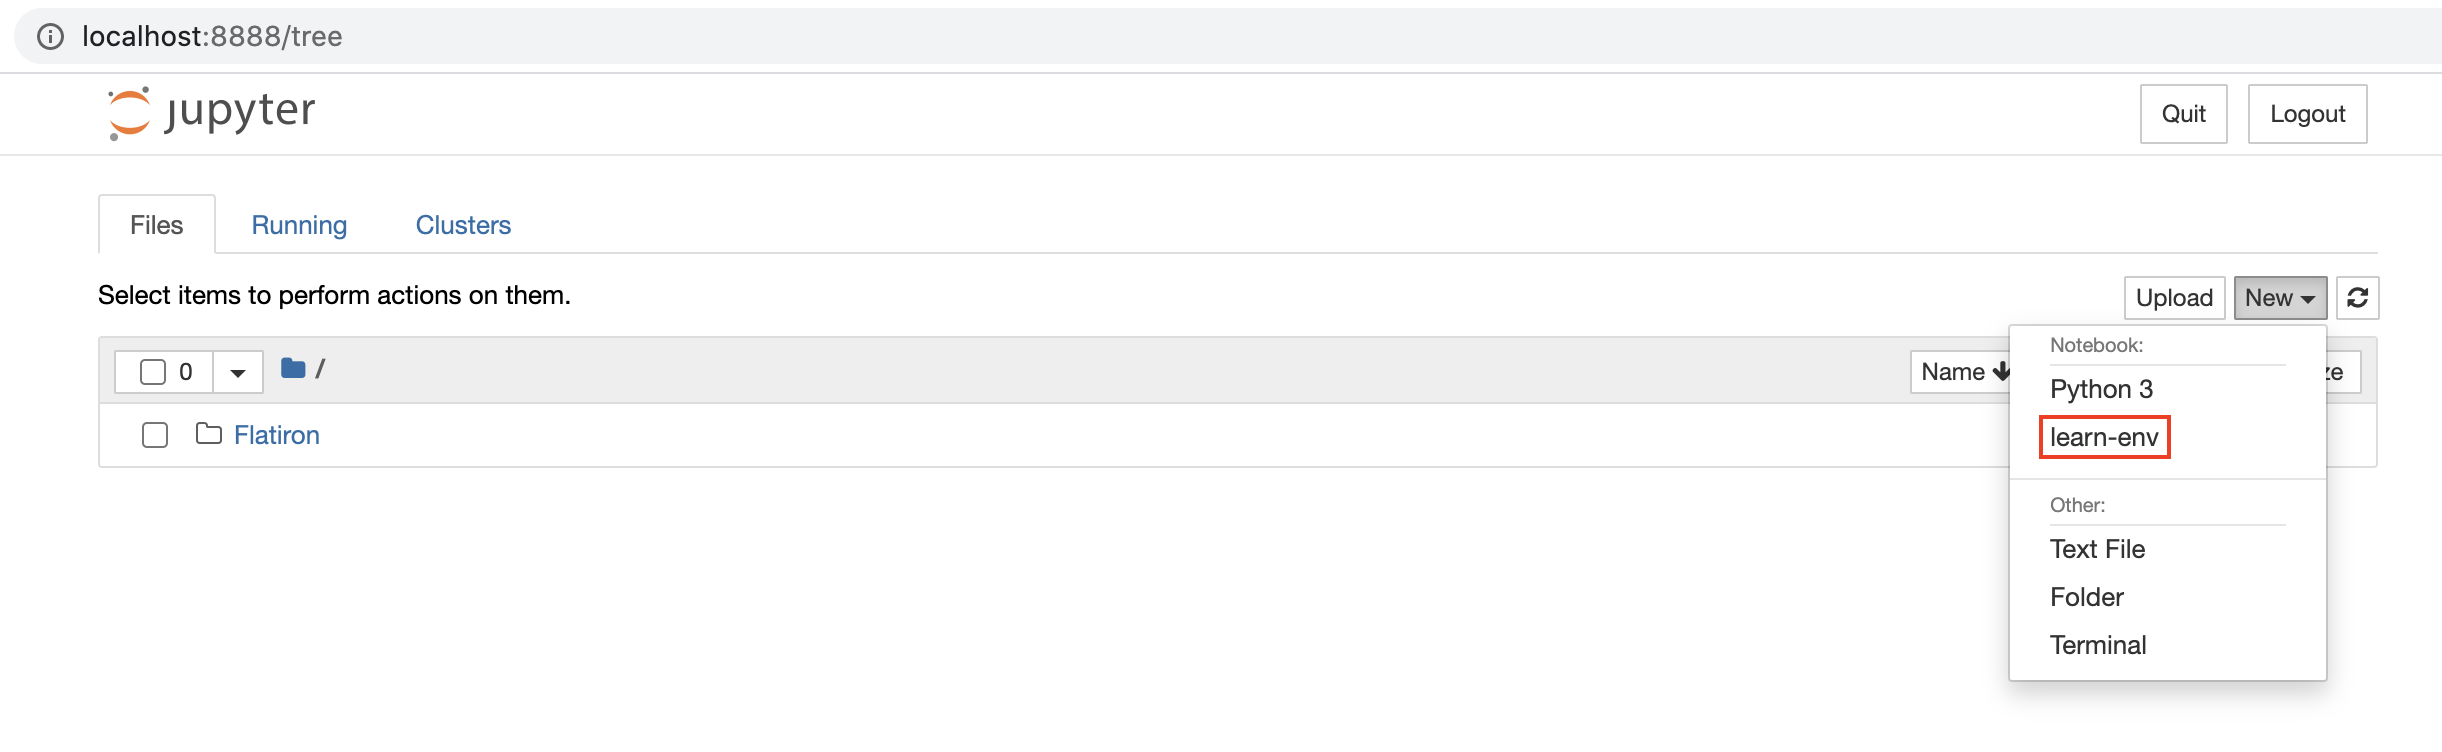 localhost:8888/tree
jupyter
Quit
Logout
Files
Running
Clusters
Select items to perform actions on them.
Upload
New
0
/
Name
ze
Flatiron
Notebook:
Python 3
learn-env
Other:
Text File
Folder
Terminal